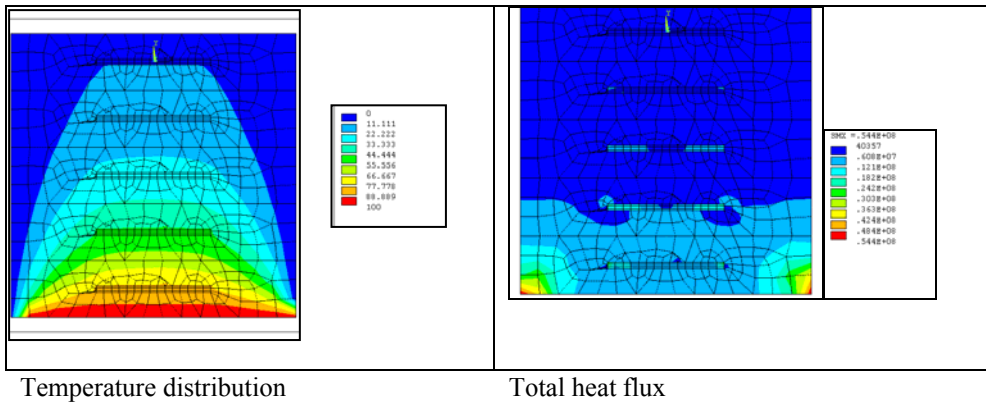 Y
0
11.111
22.222
33.333
44.444
55.556
66.667
77.778
88.889
100
Y
SMX =.544E+08
40357
.608E+07
.121E+08
.182E+08
.242E+08
.303E+08
.363E+08
.424E+08
.484E+08
.544E+08
Temperature distribution
Total heat flux